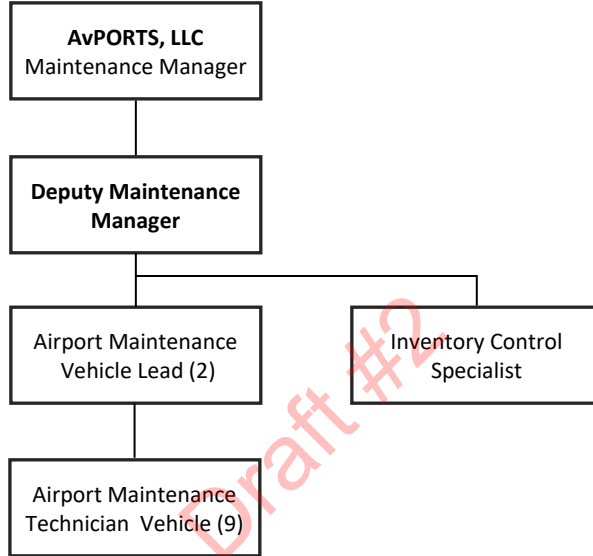 AvPORTS, LLC
Maintenance Manager
Deputy Maintenance
Manager
Airport Maintenance
Vehicle Lead (2)
Inventory Control
Specialist
Airport Maintenance
Technician  Vehicle (9)
Draft #2